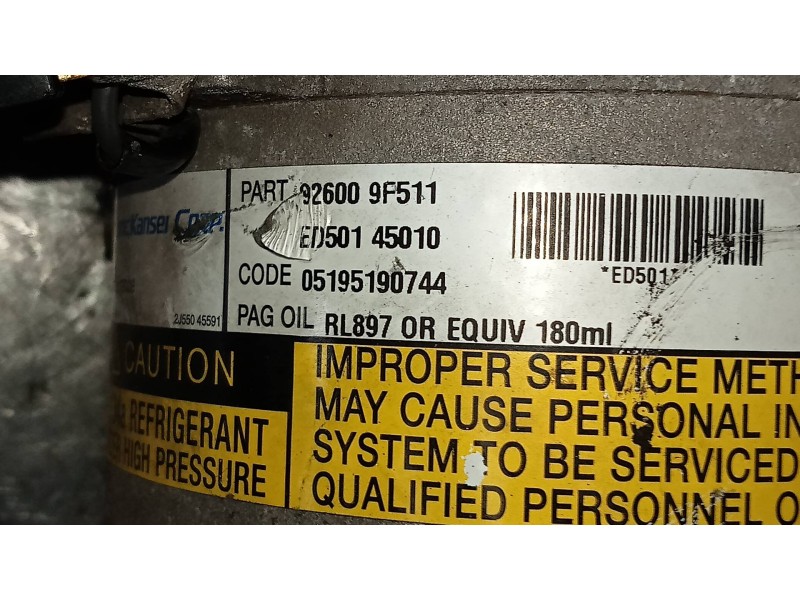 PART 92600 9F511
Corp.
ED501 45010
CODE 05195190744
*ED501*
2J550 45591
PAG OIL RL897 OR EQUIV 180ml
CAUTION
REFRIGERANT
HIGH PRESSURE
IMPROPER SERVICE METH
MAY CAUSE PERSONAL IN
SYSTEM TO BE SERVICED
QUALIFIED PERSONNEL O